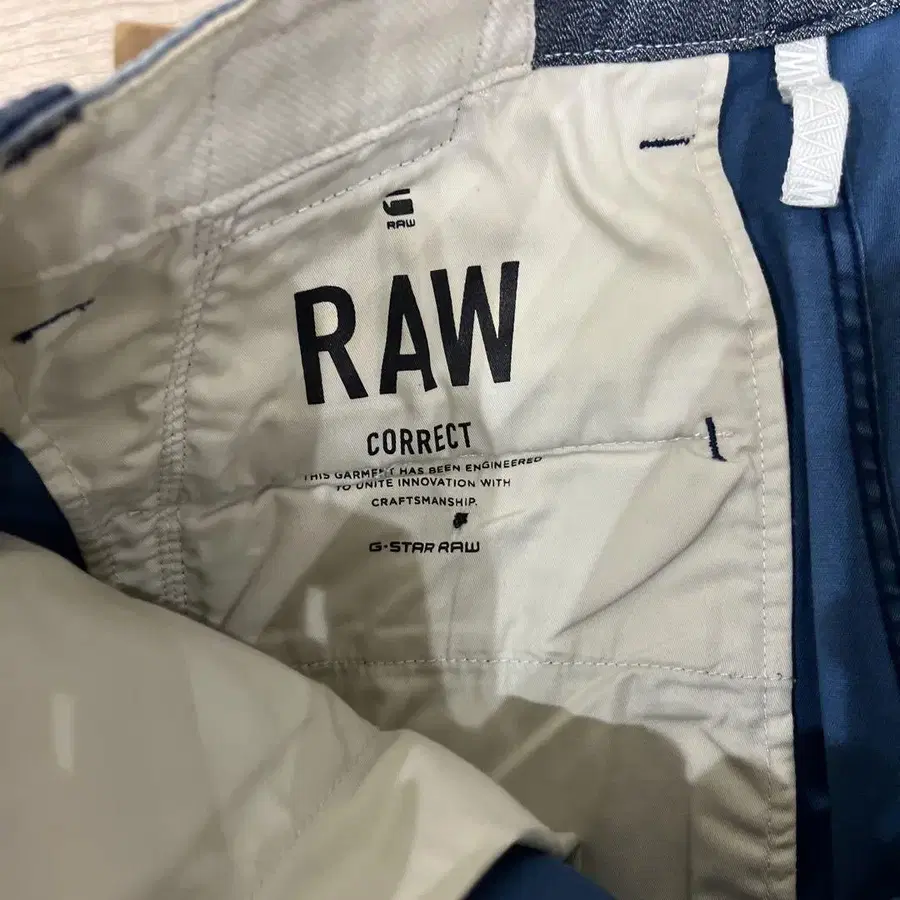 RAW
RAW
CORRECT
THIS GARMENT HAS BEEN ENGINEERED
TO UNITE INNOVATION WITH
CRAFTSMANSHIP.
G-STAR RAW